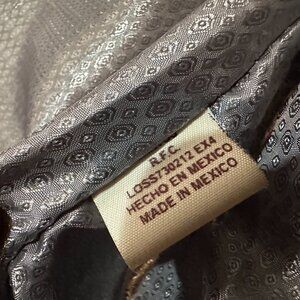 R.F.C.
LOSS730212 EX4
HECHO EN MEXICO
MADE IN MEXICO